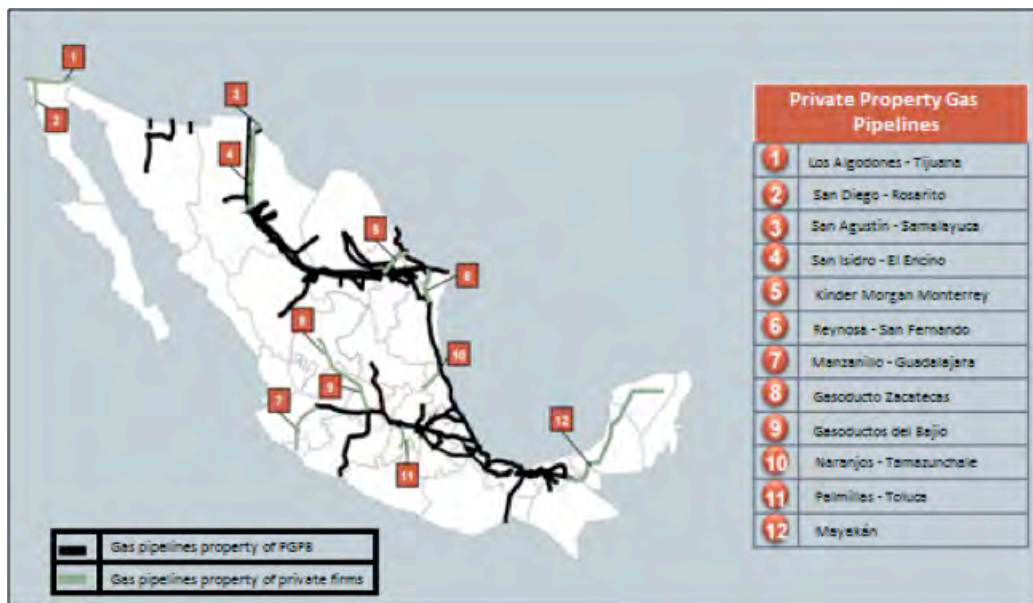 1
2
3
4
5
6
7
8
9
10
11
12
Private Property Gas
Pipelines
1 Los Algodones - Tijuana
2 San Diego - Rosarito
3 San Agustín - Samalayuca
4 San Isidro - El Encino
5 Kinder Morgan Monterrey
6 Reynosa - San Fernando
7 Manzanillo - Guadalajara
8 Gasoducto Zacatecas
9 Gasoductos del Bajío
10 Naranjos - Tamazunchale
11 Palmillas - Toluca
12 Mayakán
Gas pipelines property of PGPB
Gas pipelines property of private firms